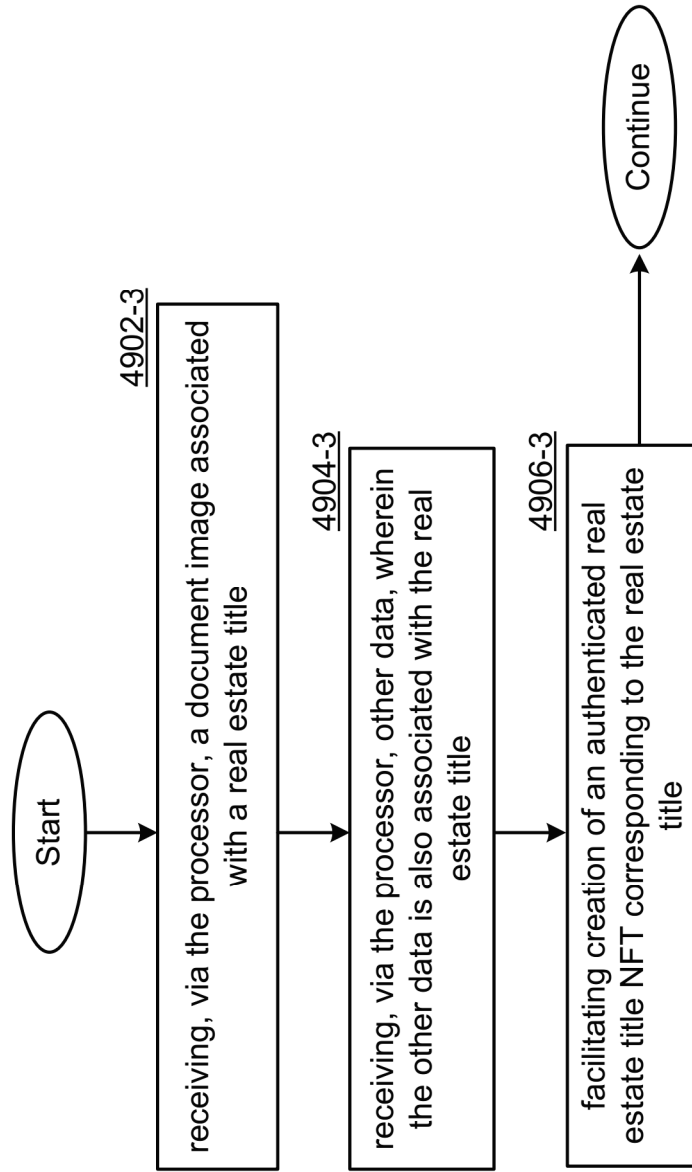 Start
4902-3
receiving, via the processor, a document image associated
with a real estate title
4904-3
receiving, via the processor, other data, wherein
the other data is also associated with the real
estate title
4906-3
facilitating creation of an authenticated real
estate title NFT corresponding to the real estate
title
Continue